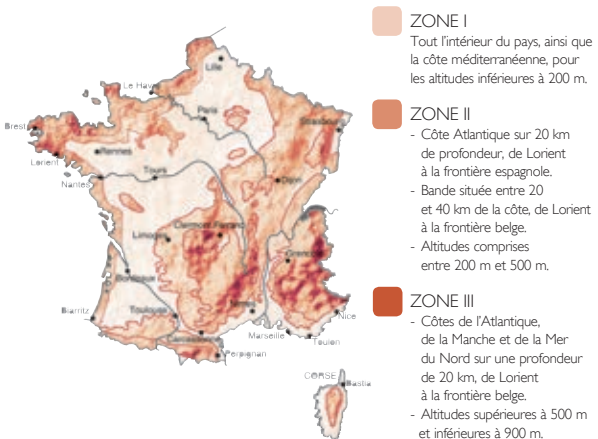 ZONE I
Tout l'intérieur du pays, ainsi que
la côte méditerranéenne, pour
les altitudes inférieures à 200 m.
ZONE II
- Côte Atlantique sur 20 km
de profondeur, de Lorient
à la frontière espagnole.
- Bande située entre 20
et 40 km de la côte, de Lorient
à la frontière belge.
- Altitudes comprises
entre 200 m et 500 m.
ZONE III
- Côtes de l'Atlantique,
de la Manche et de la Mer
du Nord sur une profondeur
de 20 km, de Lorient
à la frontière belge.
- Altitudes supérieures à 500 m
et inférieures à 900 m.
Lille
Le Havre
Paris
Strasbourg
Brest
Rennes
Lorient
Tours
Nantes
Dijon
Clermont-Ferrand
Limoges
Grenoble
Bordeaux
Biarritz
Toulouse
Nimes
Nice
Marseille
Toulon
Carcassonne
Perpignan
CORSE
Bastia